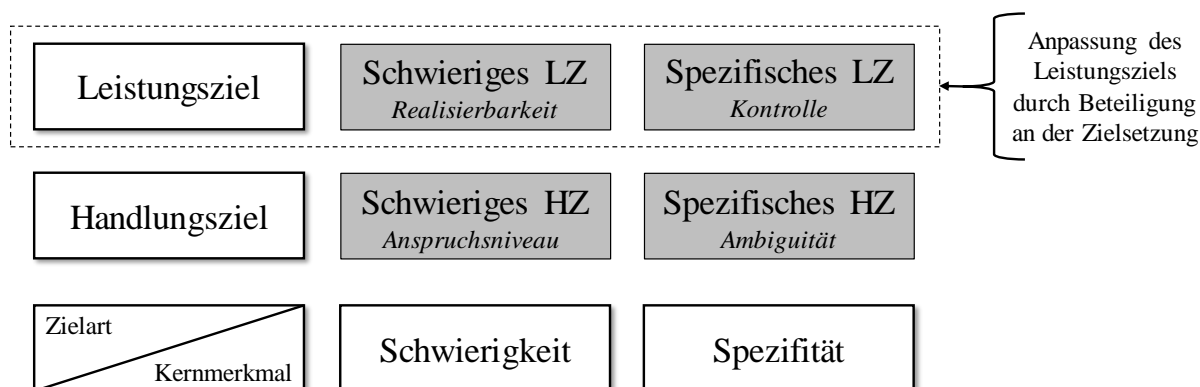 Leistungsziel
Schwieriges LZ
Realisierbarkeit
Spezifisches LZ
Kontrolle
Anpassung des
Leistungsziels
durch Beteiligung
an der Zielsetzung
Handlungsziel
Schwieriges HZ
Anspruchsniveau
Spezifisches HZ
Ambiguität
Zielart
Kernmerkmal
Schwierigkeit
Spezifität